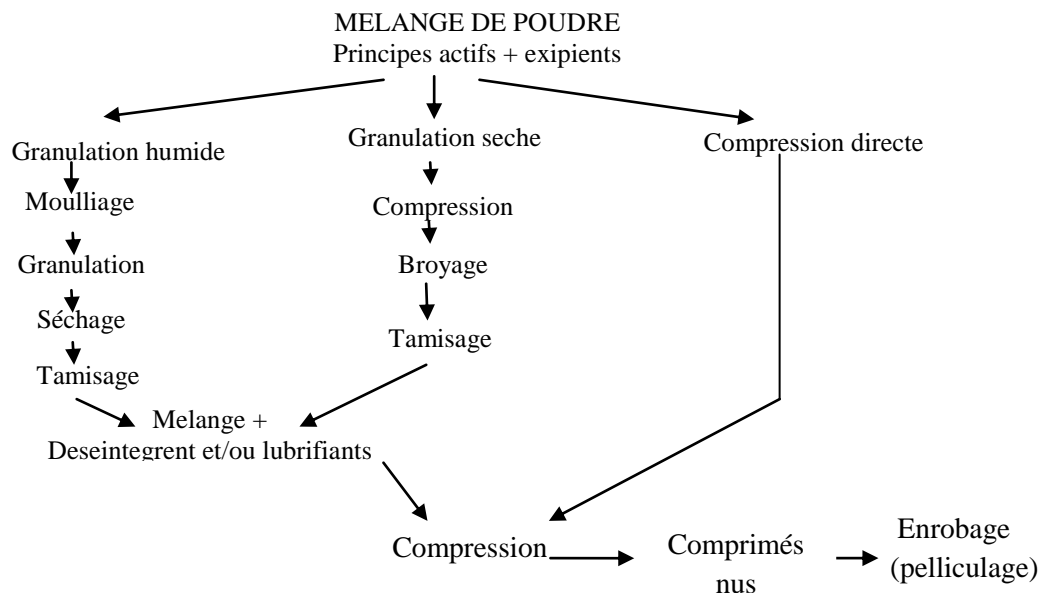 MELANGE DE POUDRE
Principes actifs + exipients
Granulation humide
Moulliage
Granulation
Séchage
Tamisage
Granulation seche
Compression
Broyage
Tamisage
Compression directe
Melange +
Deseintegrent et/ou lubrifiants
Compression
Comprimés
nus
Enrobage
(pelliculage)